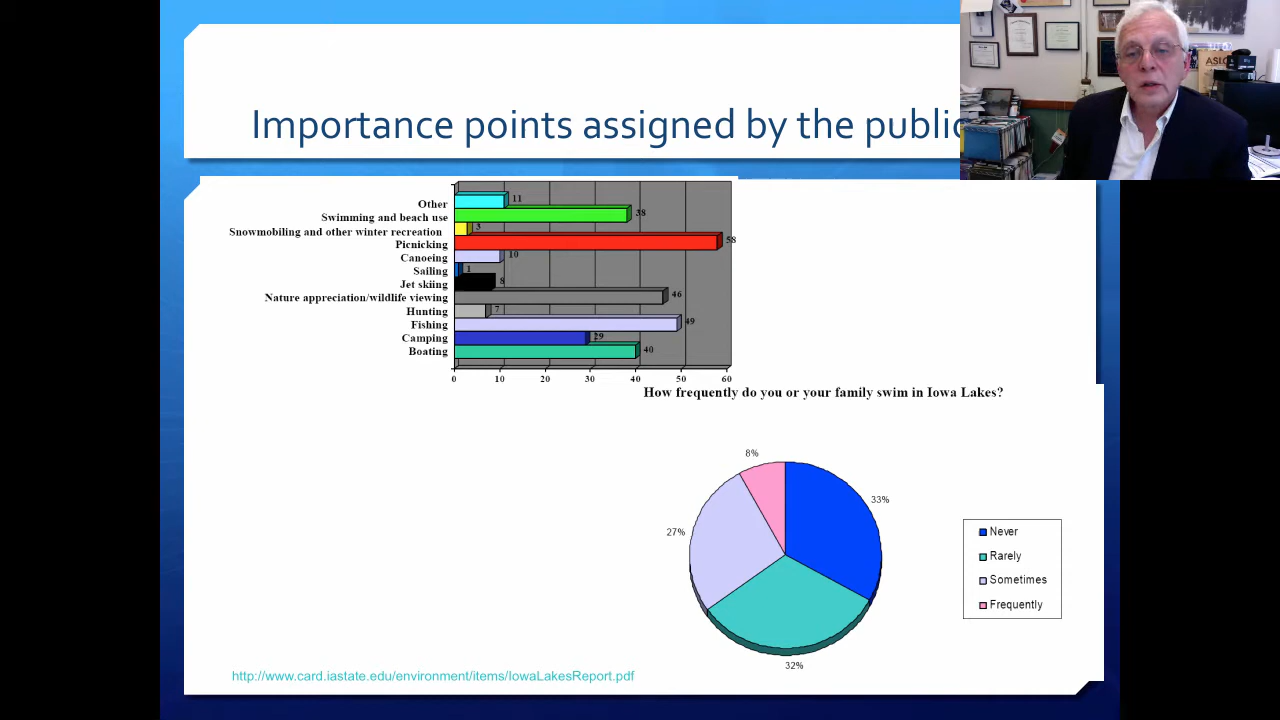 Importance points assigned by the public
ASLO
Other 11
Swimming and beach use 38
Snowmobiling and other winter recreation 3
Picnicking 58
Canoeing 10
Sailing 1
Jet skiing 8
Nature appreciation/wildlife viewing 46
Hunting 7
Fishing 49
Camping 29
Boating 40
0 10 20 30 40 50 60
How frequently do you or your family swim in Iowa Lakes?
8%
33%
27%
32%
Never
Rarely
Sometimes
Frequently
http://www.card.iastate.edu/environment/items/IowaLakesReport.pdf